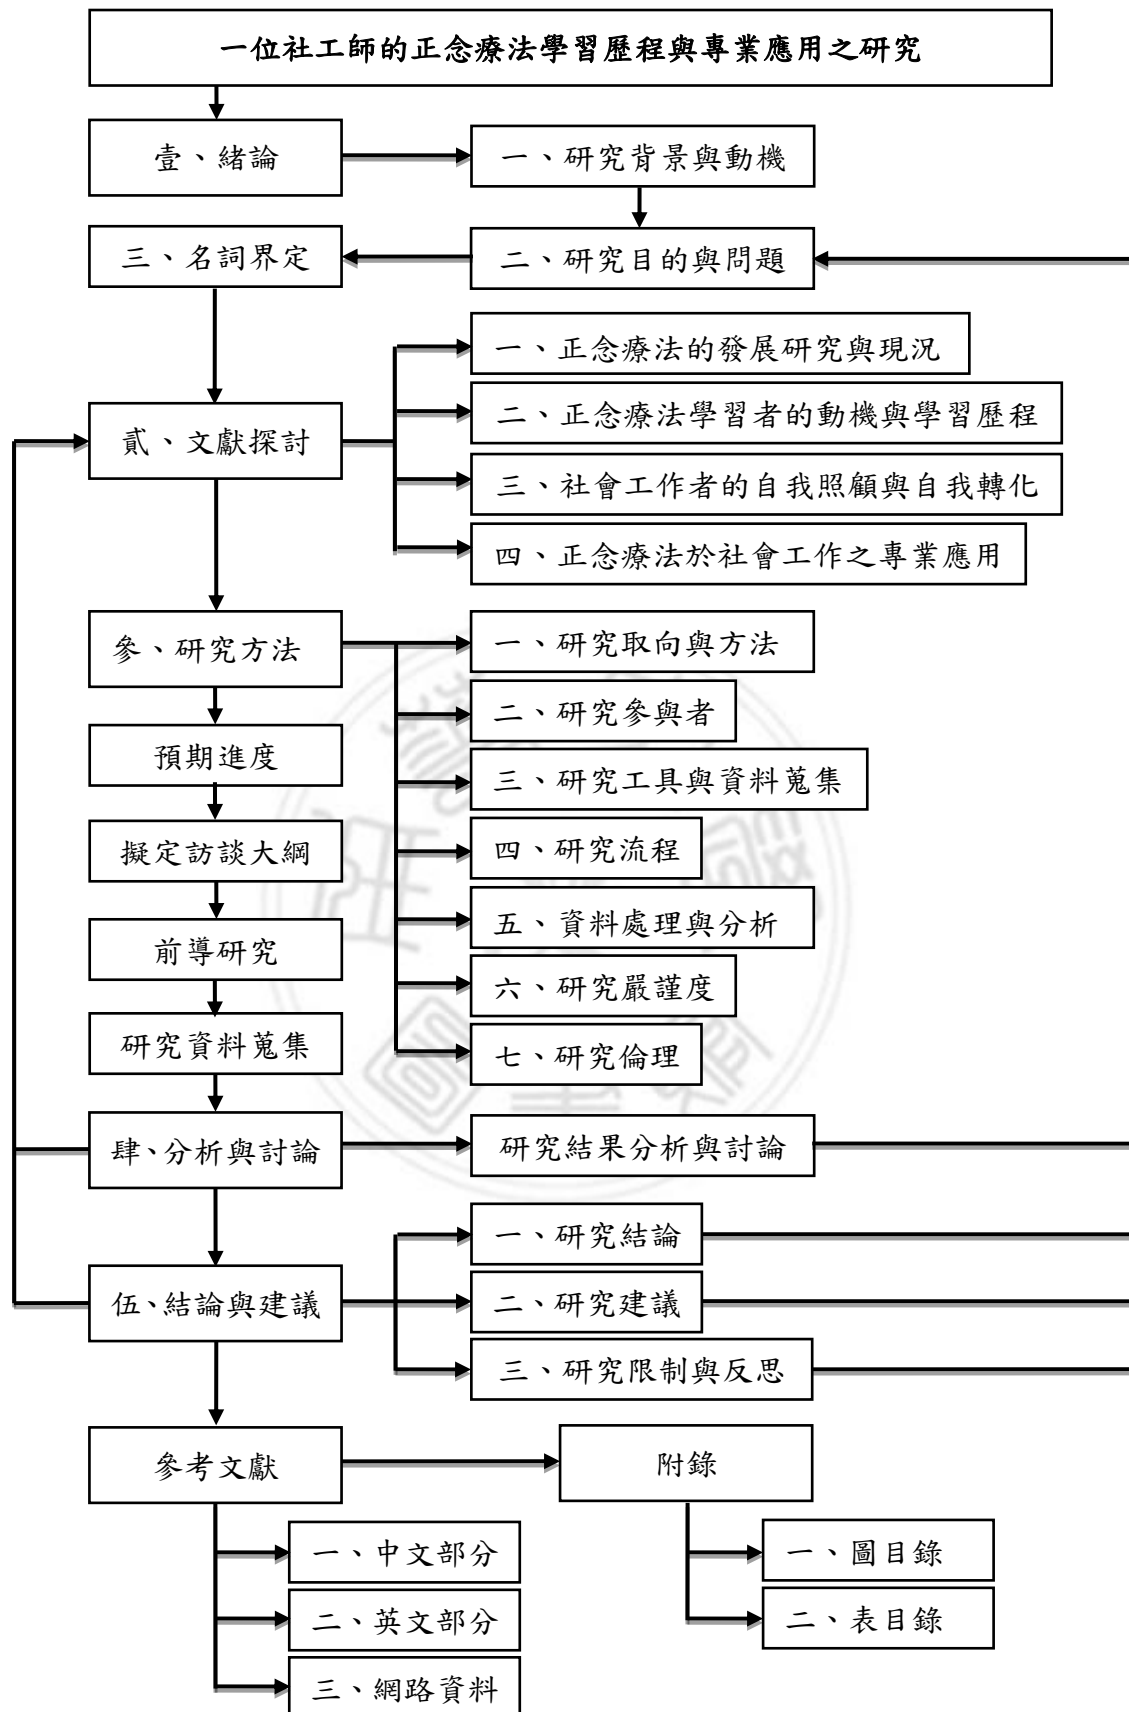 一位社工師的正念療法學習歷程與專業應用之研究
壹、緒論
一、研究背景與動機
三、名詞界定
二、研究目的與問題
一、正念療法的發展研究與現況
二、正念療法學習者的動機與學習歷程
貳、文獻探討
三、社會工作者的自我照顧與自我轉化
四、正念療法於社會工作之專業應用
參、研究方法
一、研究取向與方法
二、研究參與者
預期進度
三、研究工具與資料蒐集
擬定訪談大綱
四、研究流程
五、資料處理與分析
前導研究
六、研究嚴謹度
研究資料蒐集
七、研究倫理
肆、分析與討論
研究結果分析與討論
一、研究結論
伍、結論與建議
二、研究建議
三、研究限制與反思
參考文獻
附錄
一、中文部分
一、圖目錄
二、英文部分
二、表目錄
三、網路資料